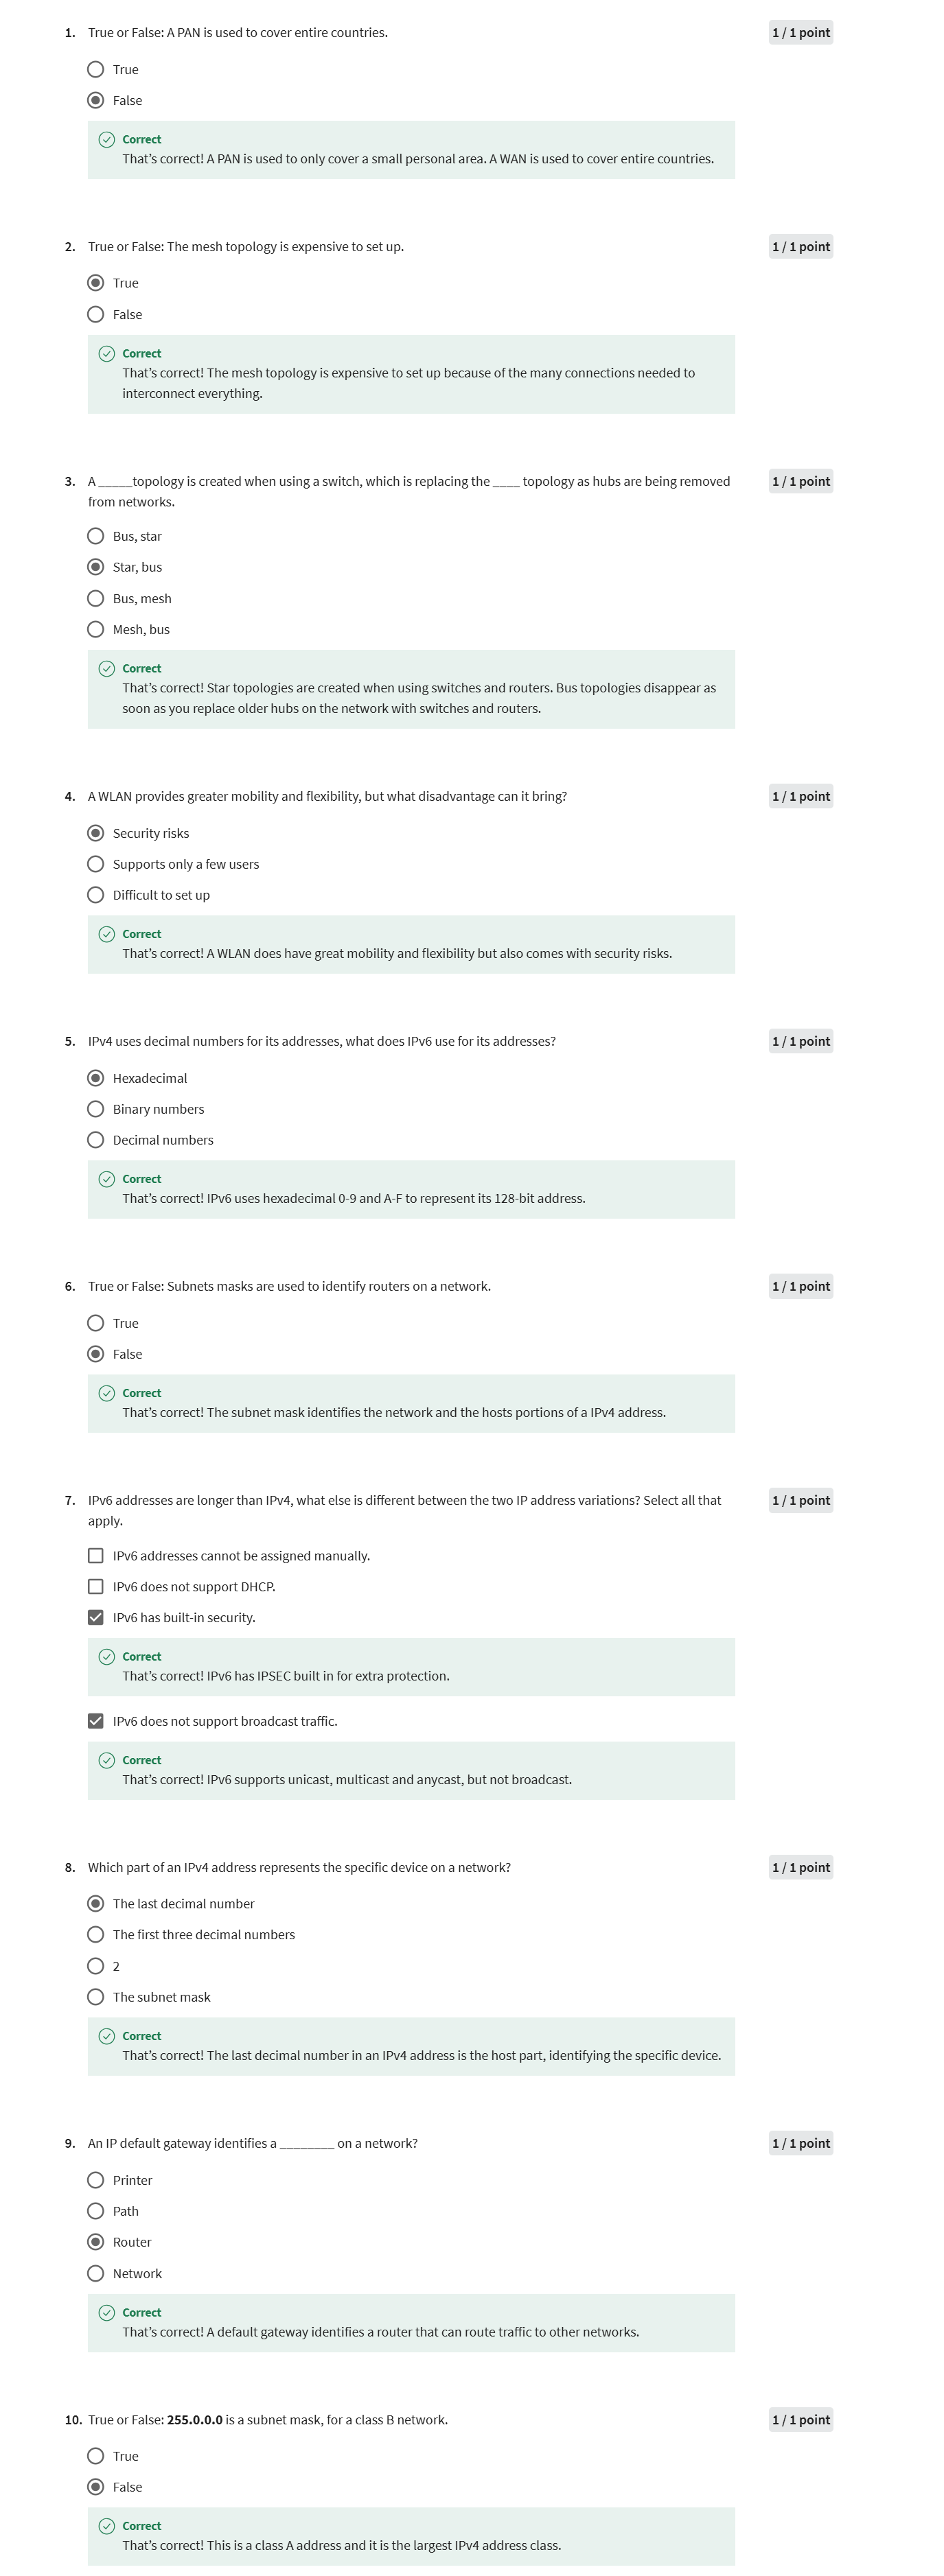 1. True or False: A PAN is used to cover entire countries. 1 / 1 point
True
False
Correct
That’s correct! A PAN is used to only cover a small personal area. A WAN is used to cover entire countries.
2. True or False: The mesh topology is expensive to set up. 1 / 1 point
True
False
Correct
That’s correct! The mesh topology is expensive to set up because of the many connections needed to
interconnect everything.
3. A _____topology is created when using a switch, which is replacing the ____ topology as hubs are being removed 1 / 1 point
from networks.
Bus, star
Star, bus
Bus, mesh
Mesh, bus
Correct
That’s correct! Star topologies are created when using switches and routers. Bus topologies disappear as
soon as you replace older hubs on the network with switches and routers.
4. A WLAN provides greater mobility and flexibility, but what disadvantage can it bring? 1 / 1 point
Security risks
Supports only a few users
Difficult to set up
Correct
That’s correct! A WLAN does have great mobility and flexibility but also comes with security risks.
5. IPv4 uses decimal numbers for its addresses, what does IPv6 use for its addresses? 1 / 1 point
Hexadecimal
Binary numbers
Decimal numbers
Correct
That’s correct! IPv6 uses hexadecimal 0-9 and A-F to represent its 128-bit address.
6. True or False: Subnets masks are used to identify routers on a network. 1 / 1 point
True
False
Correct
That’s correct! The subnet mask identifies the network and the hosts portions of a IPv4 address.
7. IPv6 addresses are longer than IPv4, what else is different between the two IP address variations? Select all that 1 / 1 point
apply.
IPv6 addresses cannot be assigned manually.
IPv6 does not support DHCP.
IPv6 has built-in security.
Correct
That’s correct! IPv6 has IPSEC built in for extra protection.
IPv6 does not support broadcast traffic.
Correct
That’s correct! IPv6 supports unicast, multicast and anycast, but not broadcast.
8. Which part of an IPv4 address represents the specific device on a network? 1 / 1 point
The last decimal number
The first three decimal numbers
2
The subnet mask
Correct
That’s correct! The last decimal number in an IPv4 address is the host part, identifying the specific device.
9. An IP default gateway identifies a ________ on a network? 1 / 1 point
Printer
Path
Router
Network
Correct
That’s correct! A default gateway identifies a router that can route traffic to other networks.
10. True or False: 255.0.0.0 is a subnet mask, for a class B network. 1 / 1 point
True
False
Correct
That’s correct! This is a class A address and it is the largest IPv4 address class.